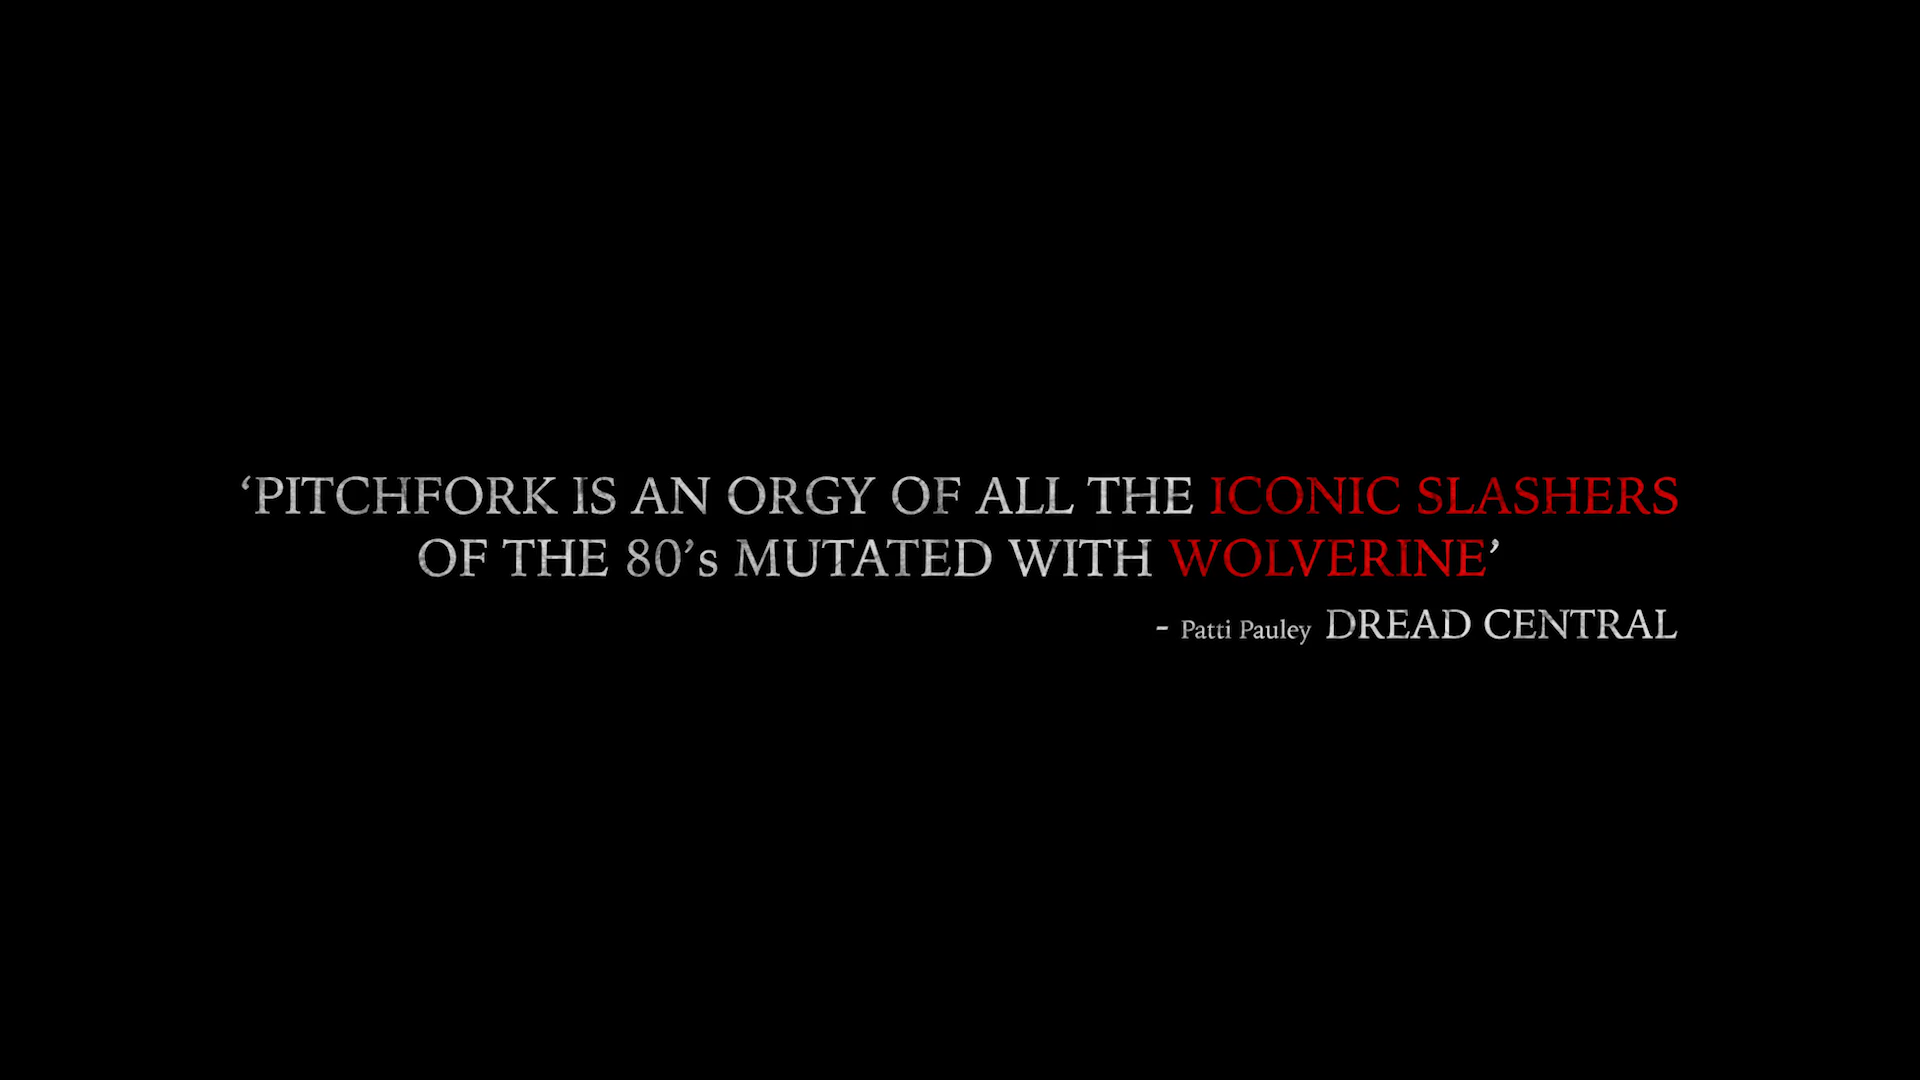 ‘PITCHFORK IS AN ORGY OF ALL THE ICONIC SLASHERS
OF THE 80’s MUTATED WITH WOLVERINE’
- Patti Pauley DREAD CENTRAL